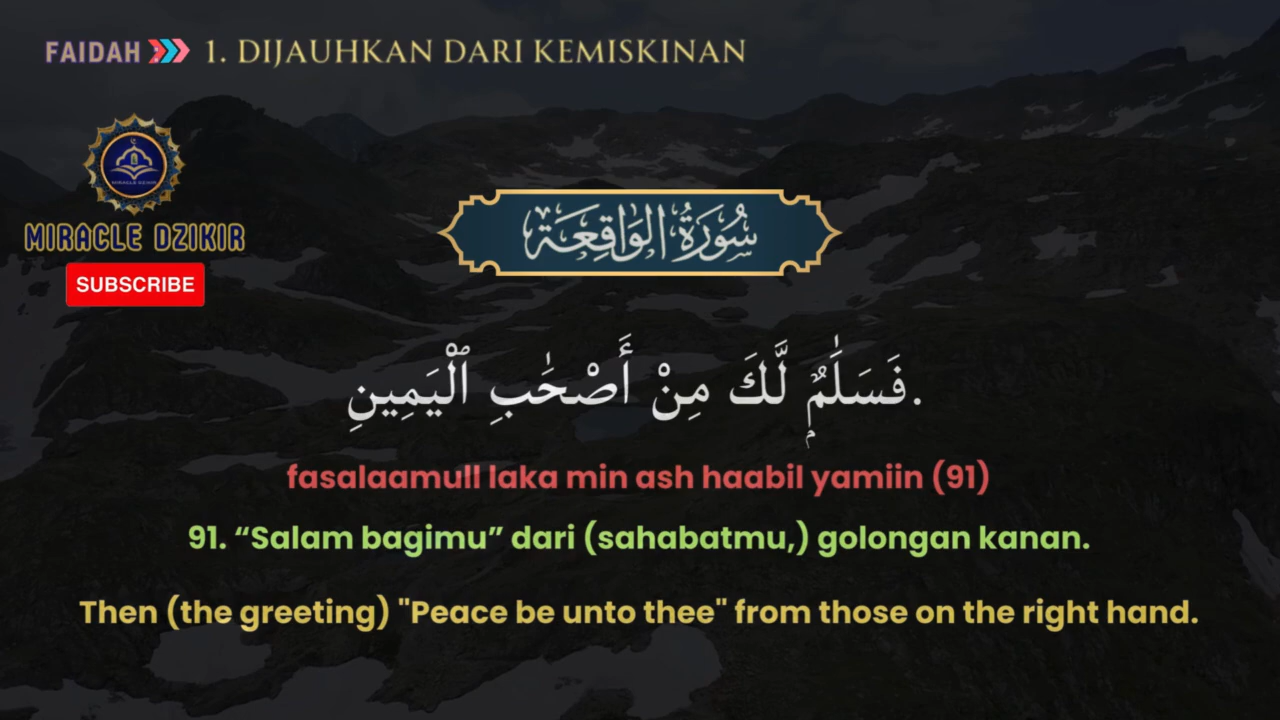 FAIDAH 1. DIJAUHKAN DARI KEMISKINAN
MIRACLE DZIKIR
SUBSCRIBE
سُورَةُ الوَاقِعَة
فَسَلَٰمٌۭ لَّكَ مِنْ أَصْحَٰبِ ٱلْيَمِينِ.
fasalaamull laka min ash haabil yamiin (91)
91. “Salam bagimu” dari (sahabatmu,) golongan kanan.
Then (the greeting) "Peace be unto thee" from those on the right hand.